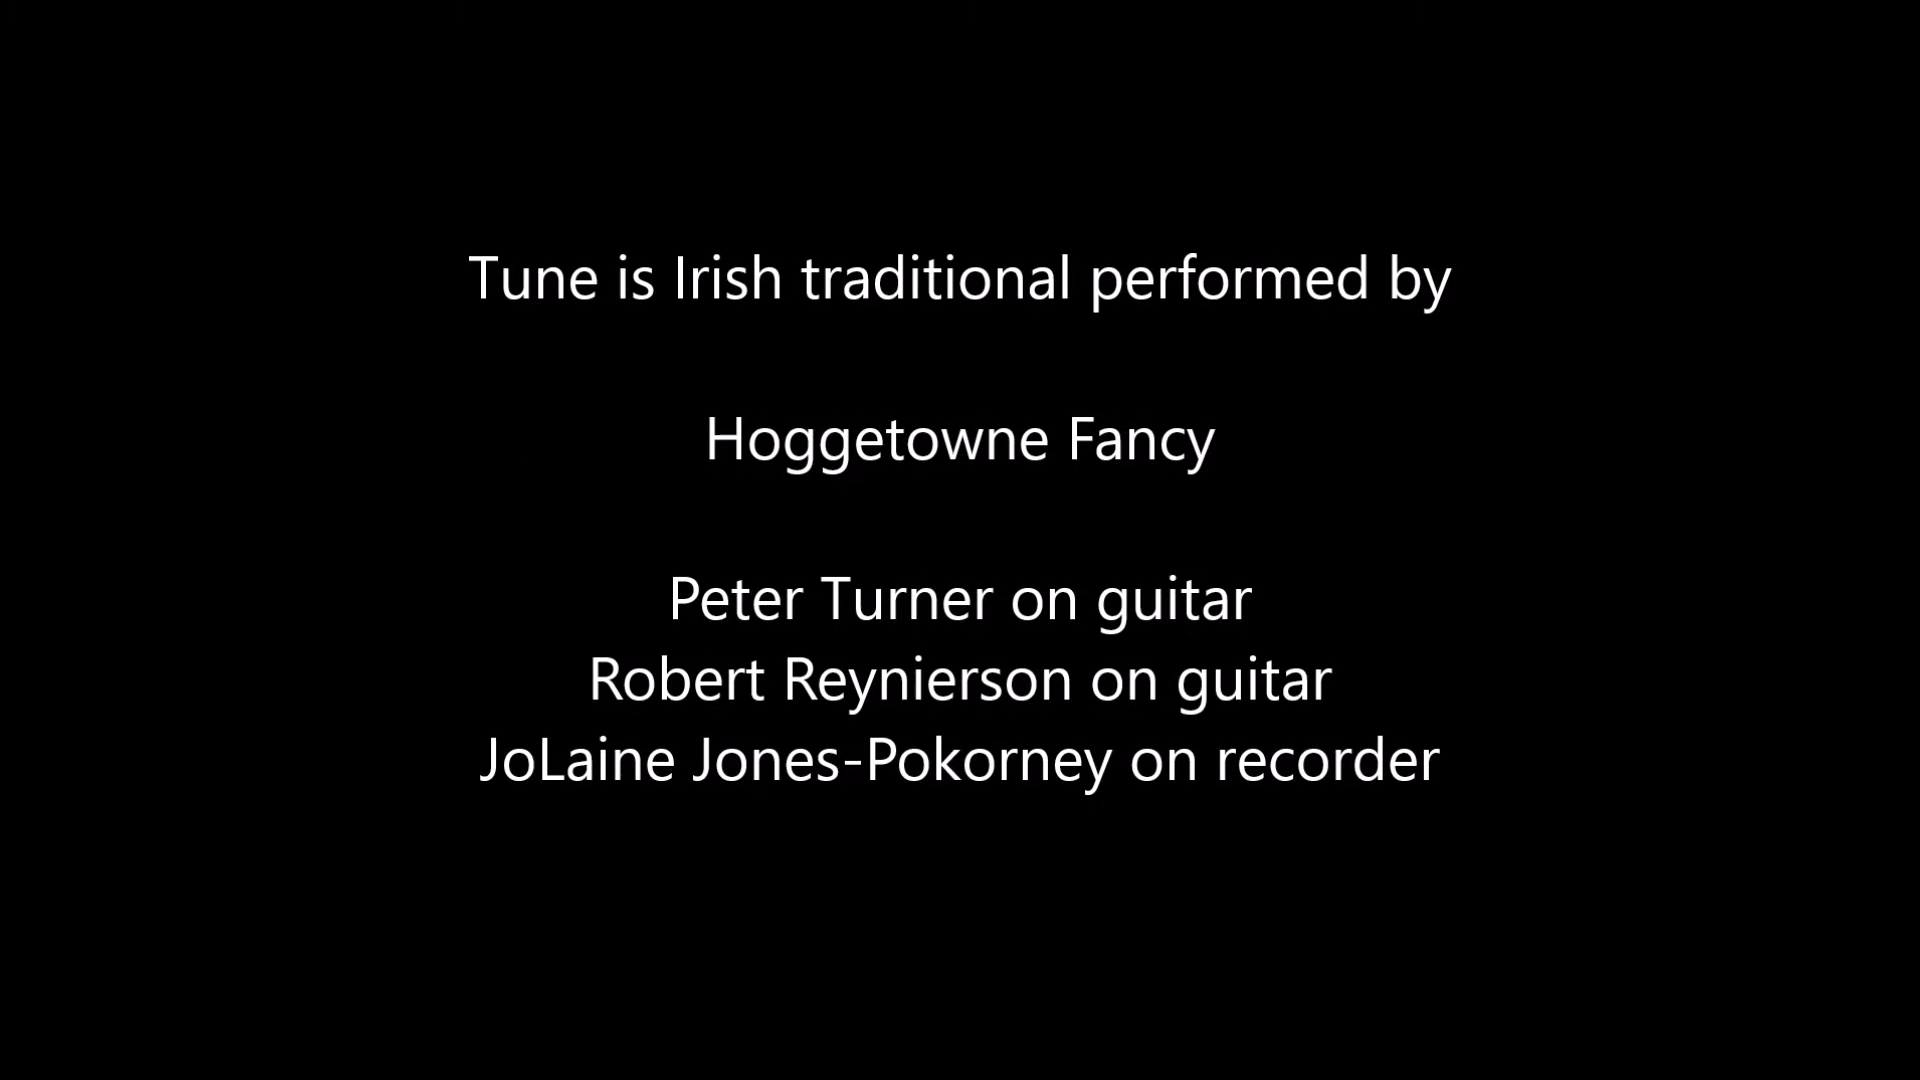 Tune is Irish traditional performed by
Hoggetowne Fancy
Peter Turner on guitar
Robert Reynierson on guitar
JoLaine Jones-Pokorney on recorder